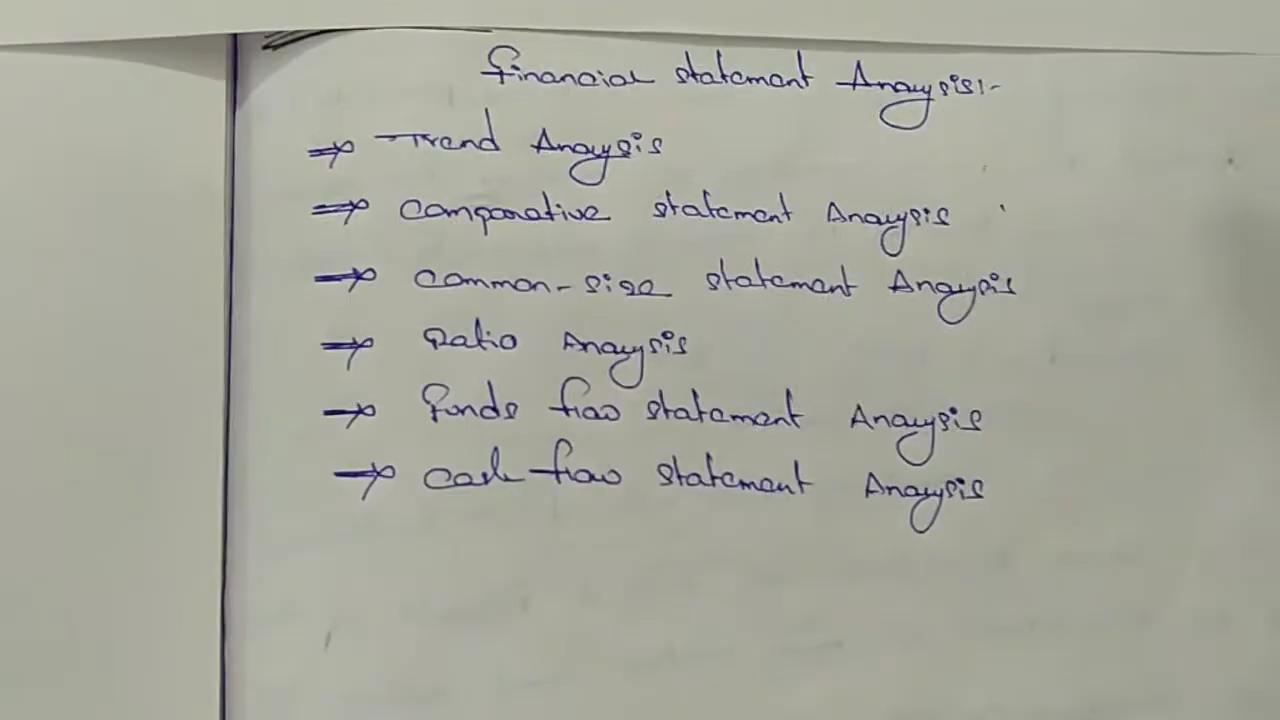 Financial statement Analysis:-
⇒ Trend Analysis
⇒ comparative statement Analysis
⇒ common-size statement Analysis
⇒ Ratio Analysis
⇒ Funds flow statement Analysis
⇒ cash flow statement Analysis